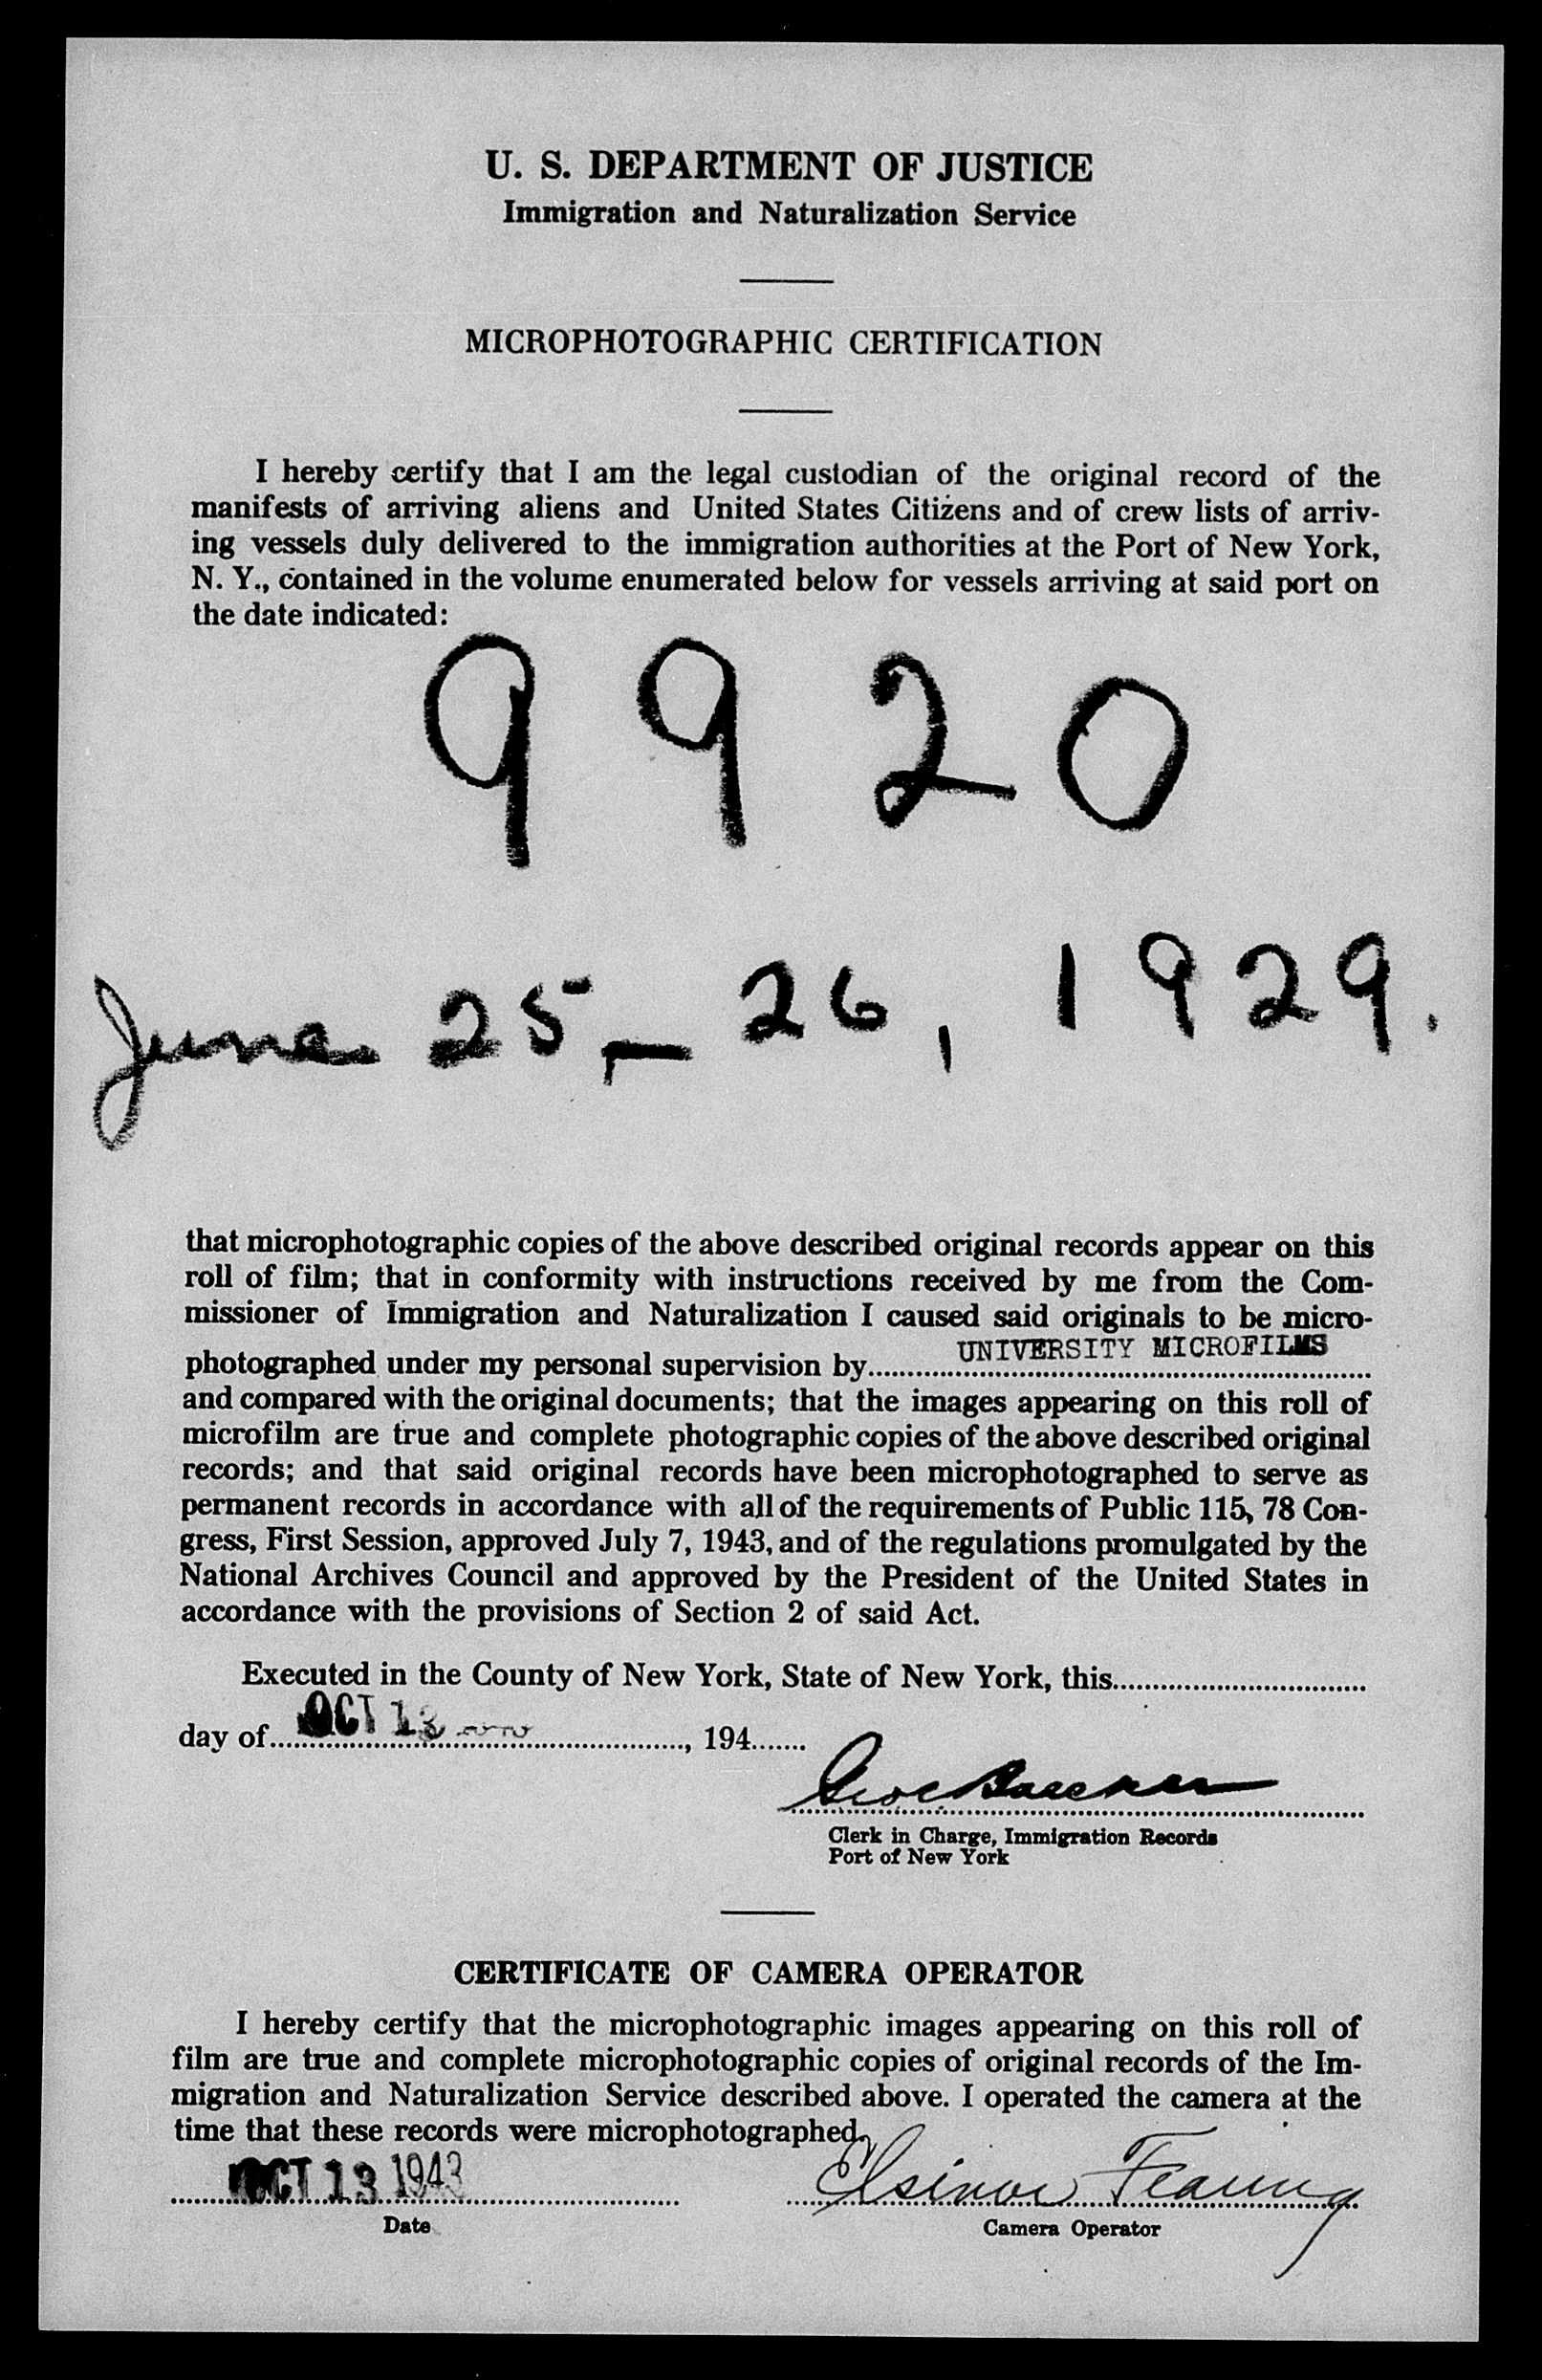 U. S. DEPARTMENT OF JUSTICE
Immigration and Naturalization Service
MICROPHOTOGRAPHIC CERTIFICATION
I hereby certify that I am the legal custodian of the original record of the
manifests of arriving aliens and United States Citizens and of crew lists of arriv-
ing vessels duly delivered to the immigration authorities at the Port of New York,
N. Y., contained in the volume enumerated below for vessels arriving at said port on
the date indicated:
9920
June 25 - 26, 1929.
that microphotographic copies of the above described original records appear on this
roll of film; that in conformity with instructions received by me from the Com-
missioner of Immigration and Naturalization I caused said originals to be micro-
photographed under my personal supervision by UNIVERSITY MICROFILMS
and compared with the original documents; that the images appearing on this roll of
microfilm are true and complete photographic copies of the above described original
records; and that said original records have been microphotographed to serve as
permanent records in accordance with all of the requirements of Public 115, 78 Con-
gress, First Session, approved July 7, 1943, and of the regulations promulgated by the
National Archives Council and approved by the President of the United States in
accordance with the provisions of Section 2 of said Act.
Executed in the County of New York, State of New York, this
day of OCT 13, 194
Clerk in Charge, Immigration Records
Port of New York
CERTIFICATE OF CAMERA OPERATOR
I hereby certify that the microphotographic images appearing on this roll of
film are true and complete microphotographic copies of original records of the Im-
migration and Naturalization Service described above. I operated the camera at the
time that these records were microphotographed.
OCT 13 1943
Date
Camera Operator